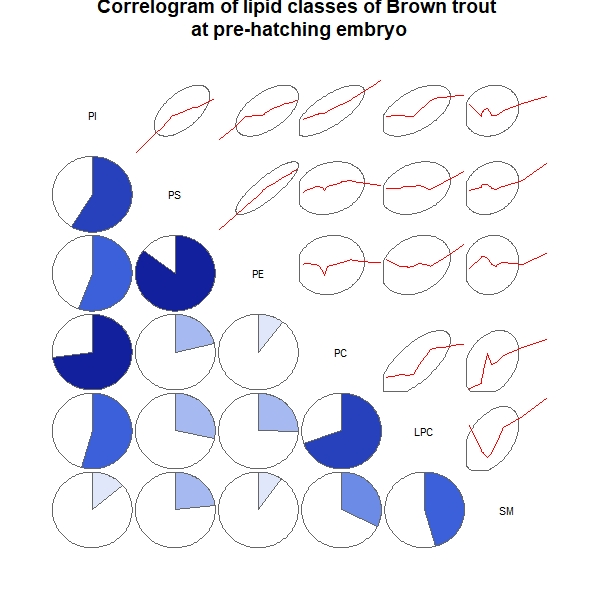 Correlogram of lipid classes of Brown trout
at pre-hatching embryo
PI
PS
PE
PC
LPC
SM